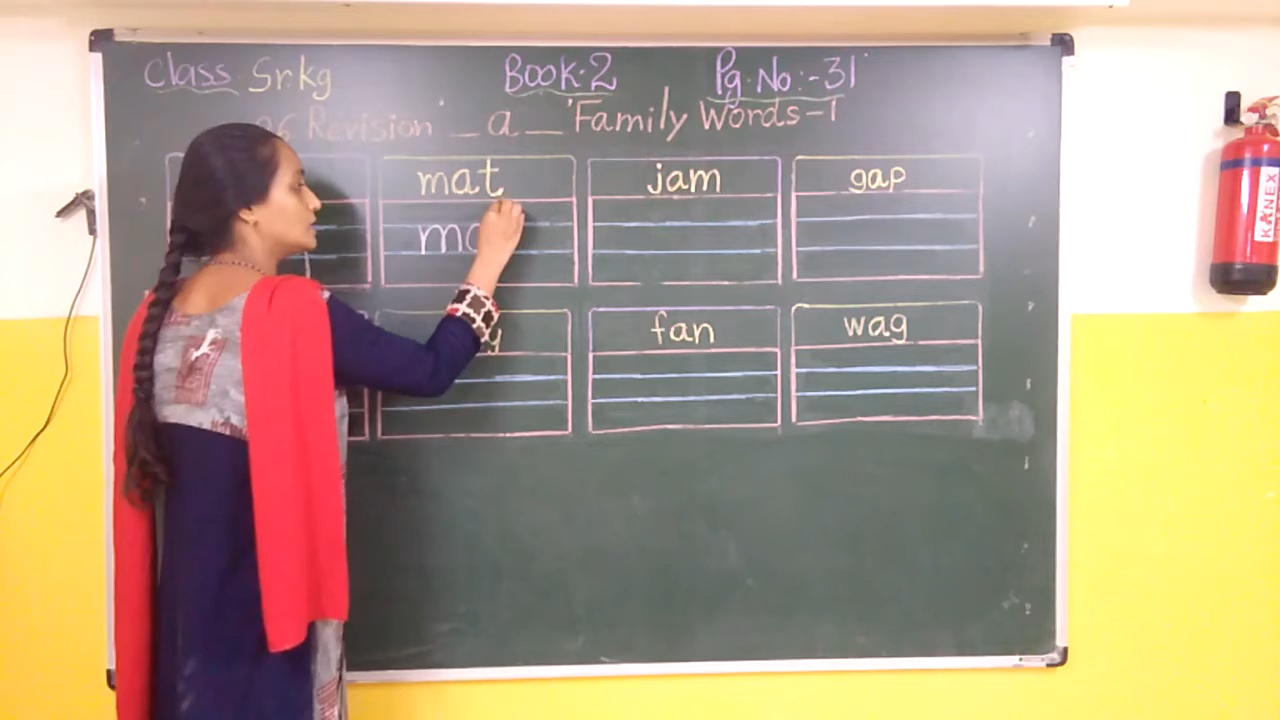 Class Sr.kg Book-2 Pg.No:-31
Revision _a_ Family Words-1
mat jam gap
ma
fan wag
KANEX